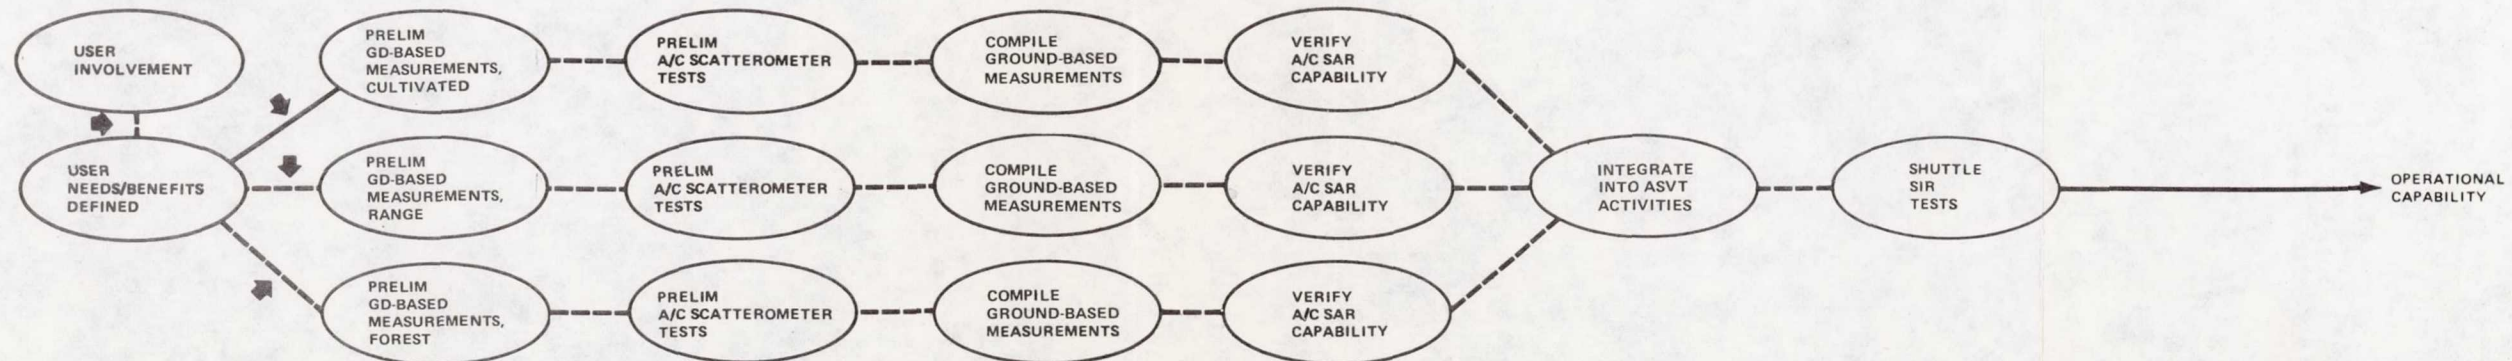 USER
INVOLVEMENT
PRELIM
GD-BASED
MEASUREMENTS,
CULTIVATED
PRELIM
A/C SCATTEROMETER
TESTS
COMPILE
GROUND-BASED
MEASUREMENTS
VERIFY
A/C SAR
CAPABILITY
USER
NEEDS/BENEFITS
DEFINED
PRELIM
GD-BASED
MEASUREMENTS,
RANGE
PRELIM
A/C SCATTEROMETER
TESTS
COMPILE
GROUND-BASED
MEASUREMENTS
VERIFY
A/C SAR
CAPABILITY
INTEGRATE
INTO ASVT
ACTIVITIES
SHUTTLE
SIR
TESTS
OPERATIONAL
CAPABILITY
PRELIM
GD-BASED
MEASUREMENTS,
FOREST
PRELIM
A/C SCATTEROMETER
TESTS
COMPILE
GROUND-BASED
MEASUREMENTS
VERIFY
A/C SAR
CAPABILITY